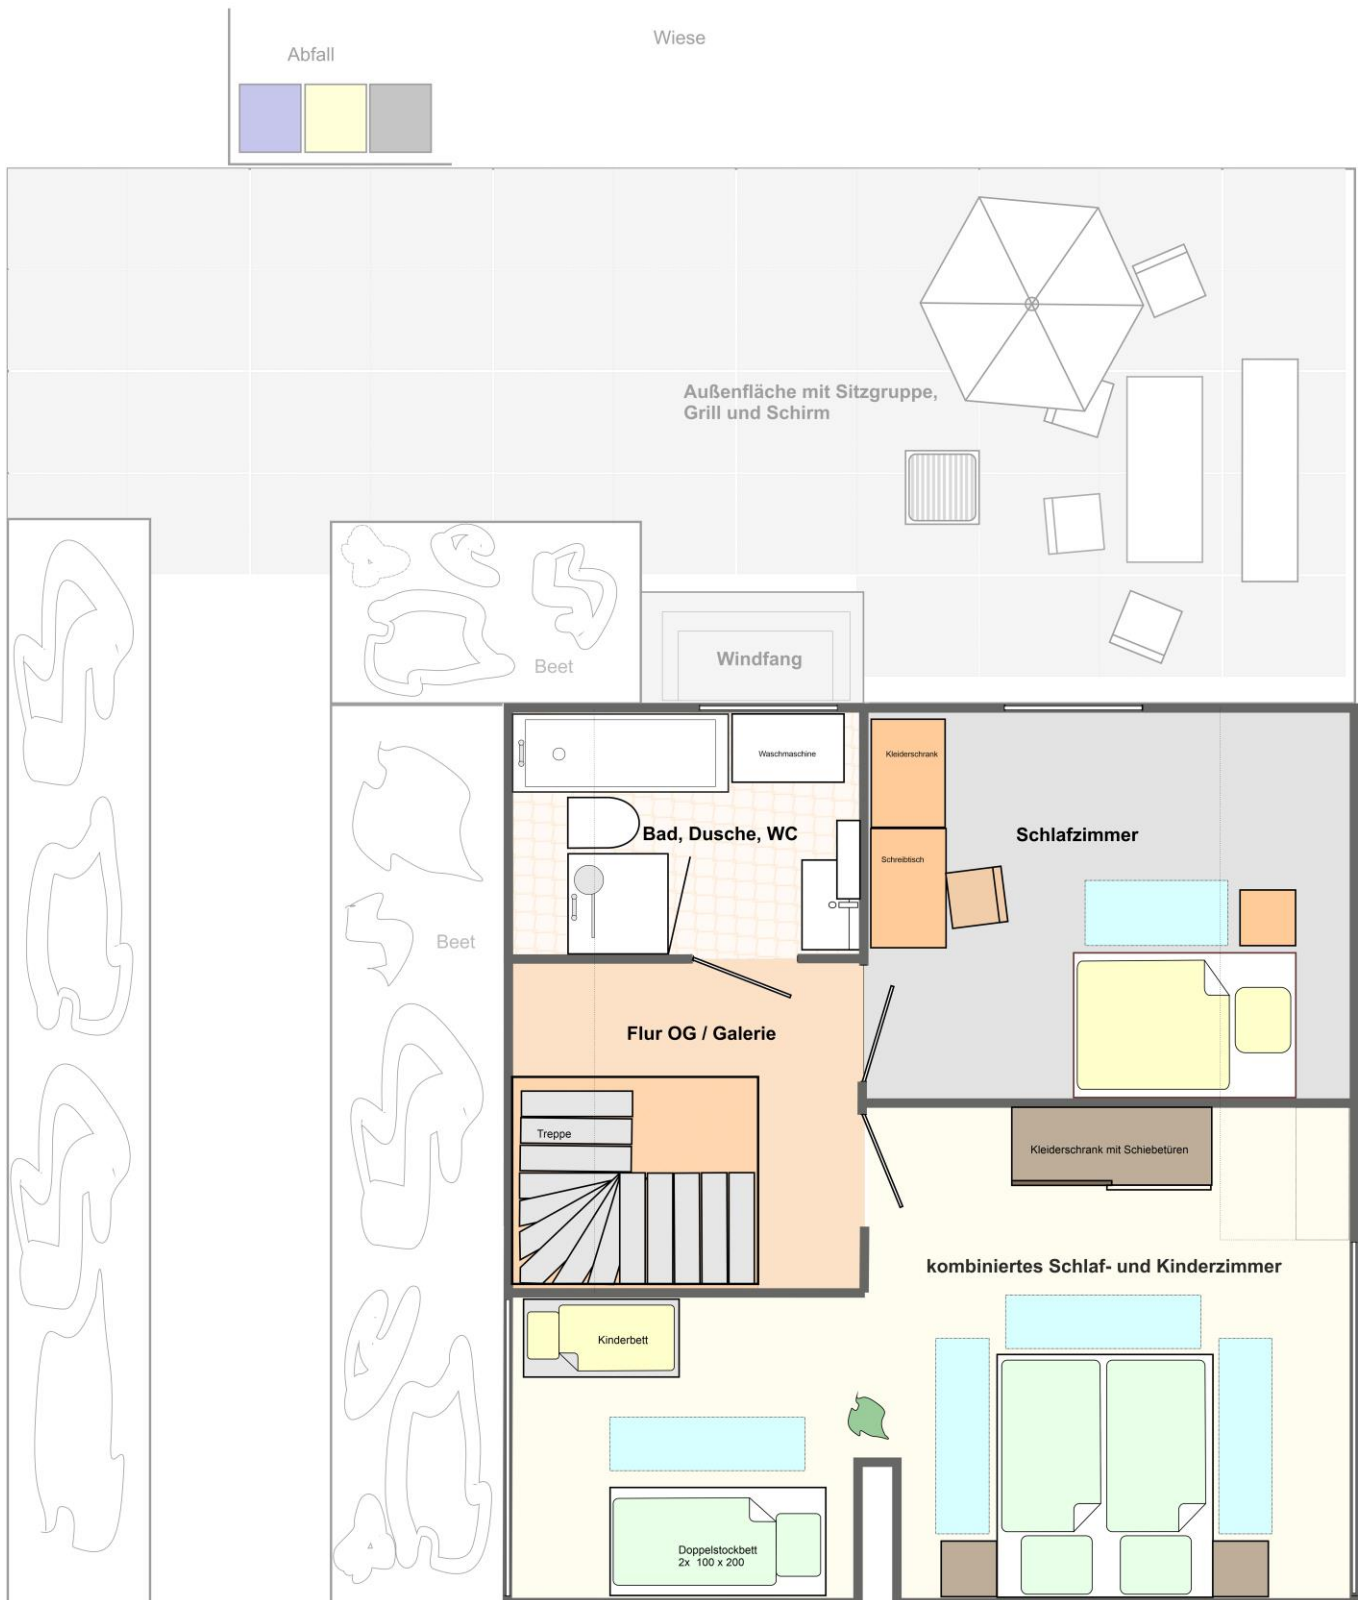 Wiese
Abfall
Außenfläche mit Sitzgruppe,
Grill und Schirm
Windfang
Beet
Waschmaschine
Kleiderschrank
Bad, Dusche, WC
Schlafzimmer
Schreibtisch
Beet
Flur OG / Galerie
Treppe
Kleiderschrank mit Schiebetüren
kombiniertes Schlaf- und Kinderzimmer
Kinderbett
Doppelstockbett
2x 100 x 200